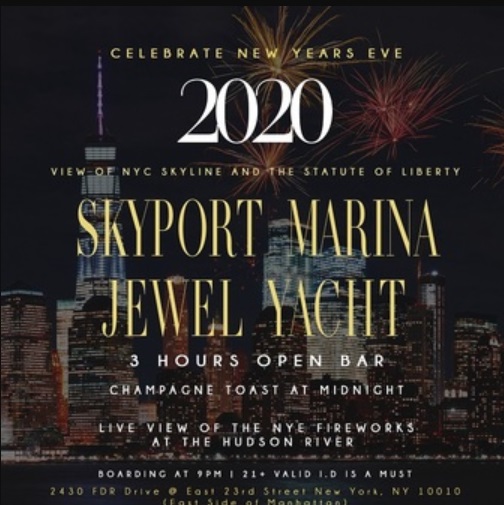 CELEBRATE NEW YEARS EVE
2020
VIEW OF NYC SKYLINE AND THE STATUTE OF LIBERTY
SKYPORT MARINA
JEWEL YACHT
3 HOURS OPEN BAR
CHAMPAGNE TOAST AT MIDNIGHT
LIVE VIEW OF THE NYE FIREWORKS
AT THE HUDSON RIVER
BOARDING AT 9PM | 21+ VALID I.D IS A MUST
2430 FDR Drive @ East 23rd Street New York, NY 10010
(East Side of Manhattan)